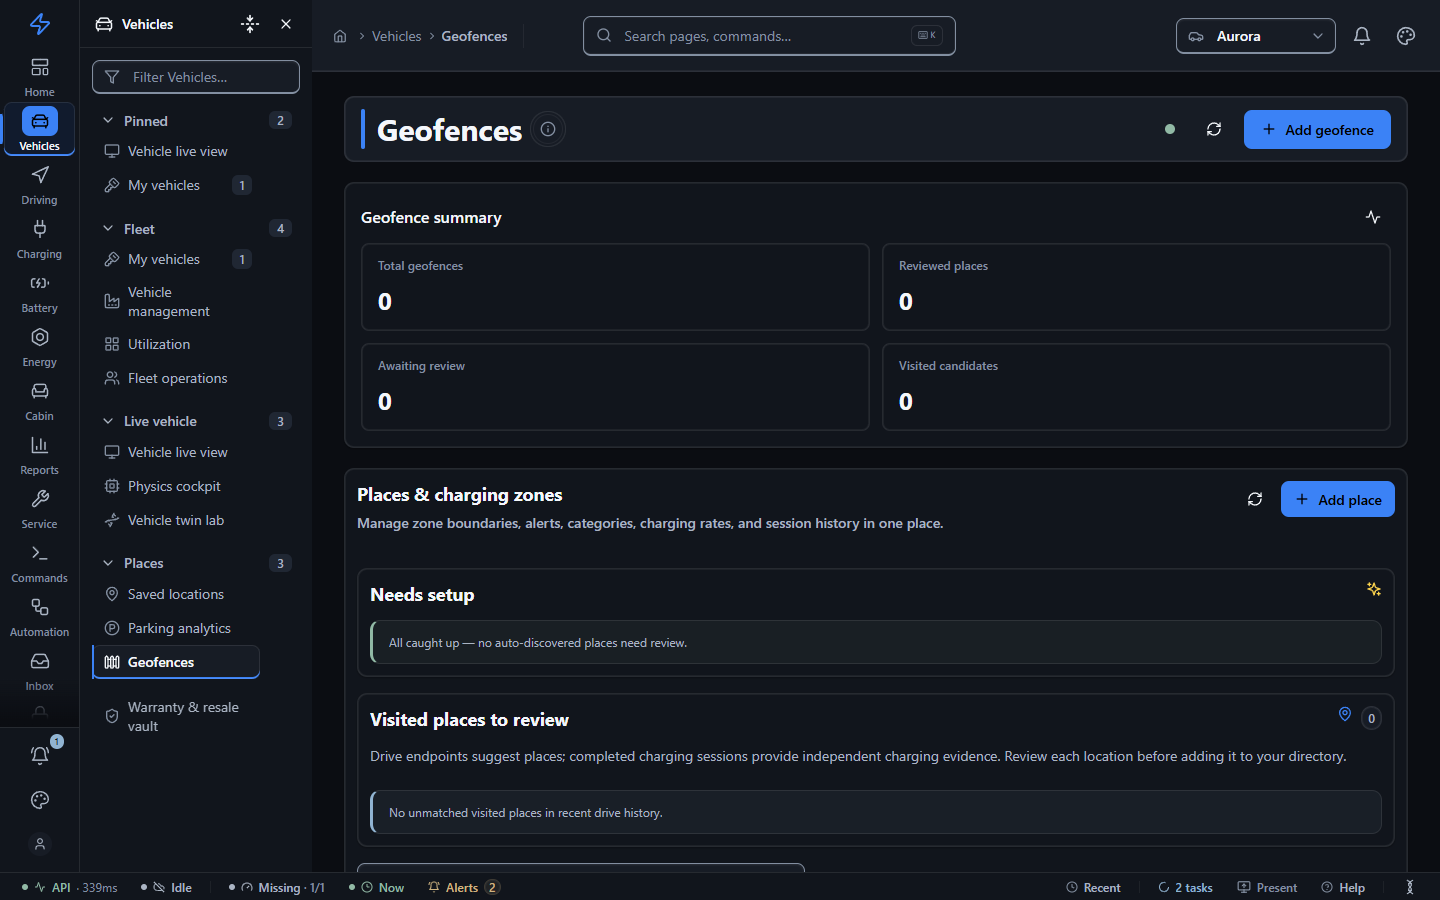 Home
Vehicles
Driving
Charging
Battery
Energy
Cabin
Reports
Service
Commands
Automation
Inbox
1
Vehicles
Filter Vehicles...
Pinned 2
Vehicle live view
My vehicles 1
Fleet 4
My vehicles 1
Vehicle
management
Utilization
Fleet operations
Live vehicle 3
Vehicle live view
Physics cockpit
Vehicle twin lab
Places 3
Saved locations
Parking analytics
Geofences
Warranty & resale
vault
Vehicles Geofences
Search pages, commands... K
Aurora
Geofences
Add geofence
Geofence summary
Total geofences
0
Reviewed places
0
Awaiting review
0
Visited candidates
0
Places & charging zones
Add place
Manage zone boundaries, alerts, categories, charging rates, and session history in one place.
Needs setup
All caught up — no auto-discovered places need review.
Visited places to review
0
Drive endpoints suggest places; completed charging sessions provide independent charging evidence. Review each location before adding it to your directory.
No unmatched visited places in recent drive history.
API · 339ms Idle Missing · 1/1 Now Alerts 2 Recent 2 tasks Present Help